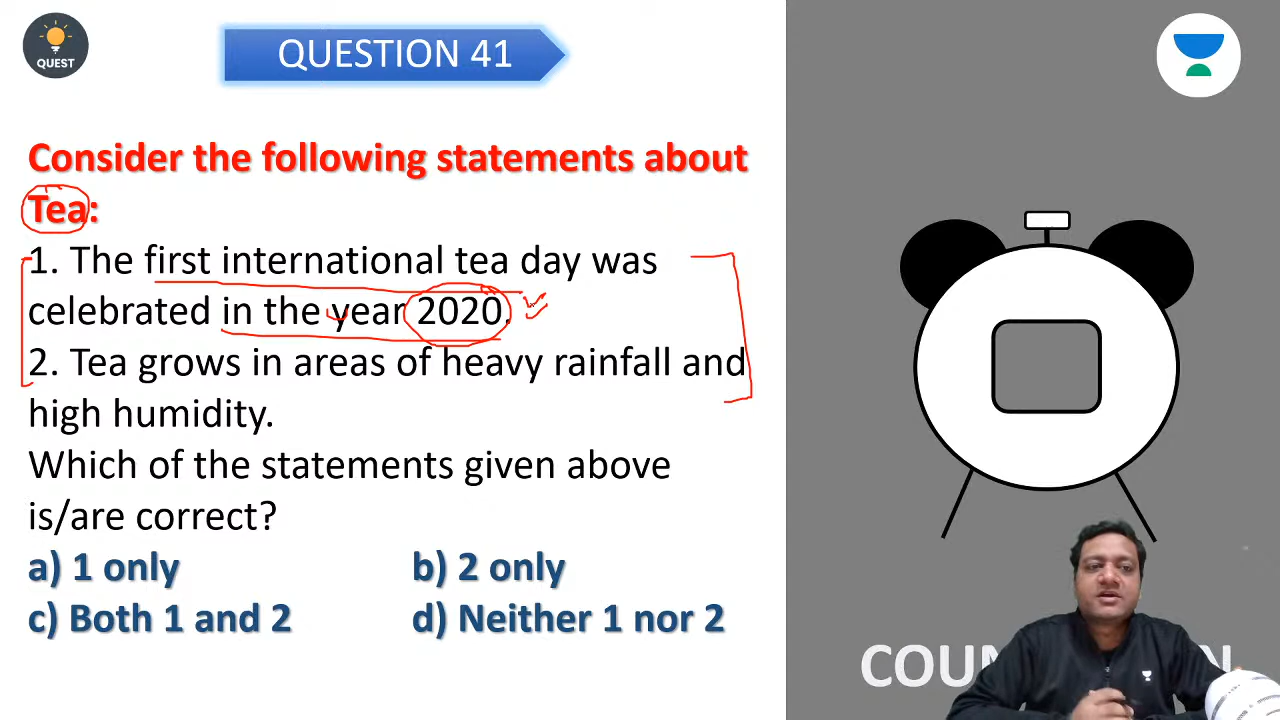 QUEST
QUESTION 41
Consider the following statements about
Tea:
1. The first international tea day was
celebrated in the year 2020.
2. Tea grows in areas of heavy rainfall and
high humidity.
Which of the statements given above
is/are correct?
a) 1 only
b) 2 only
c) Both 1 and 2
d) Neither 1 nor 2